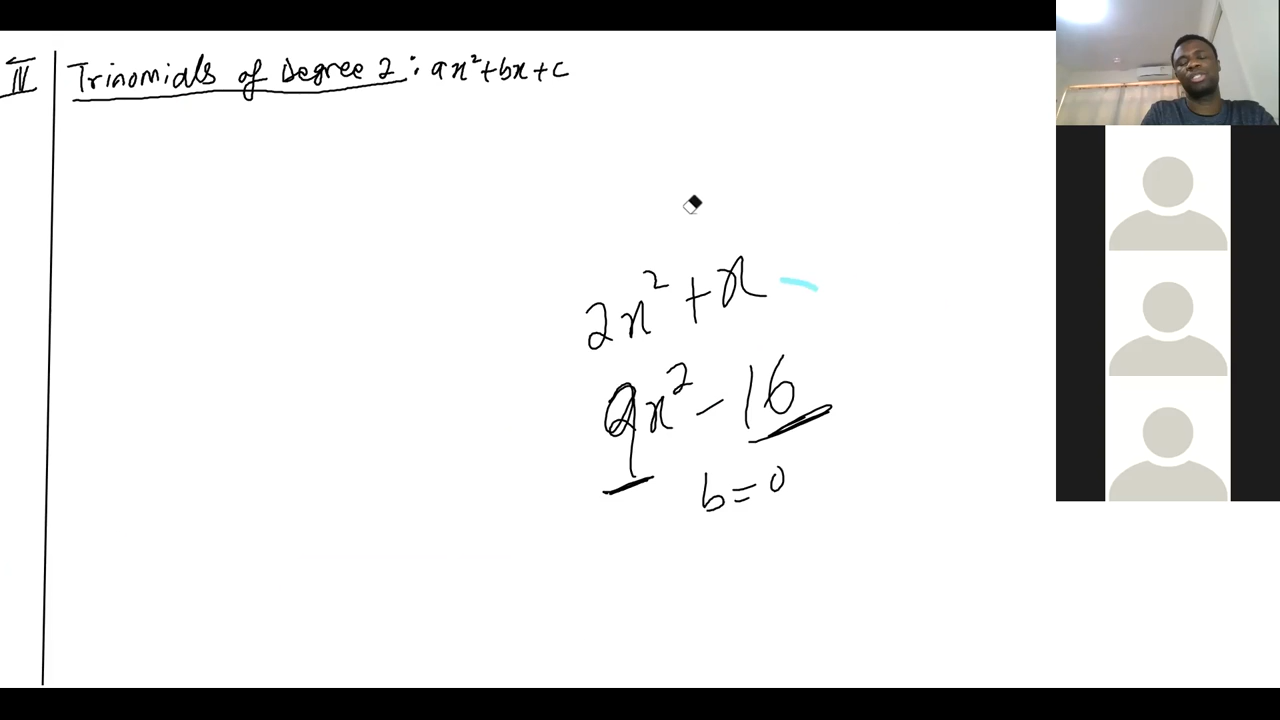 IV Trinomials of Degree 2 : ax²+bx+c
2x² + x
9x² - 16
b = 0